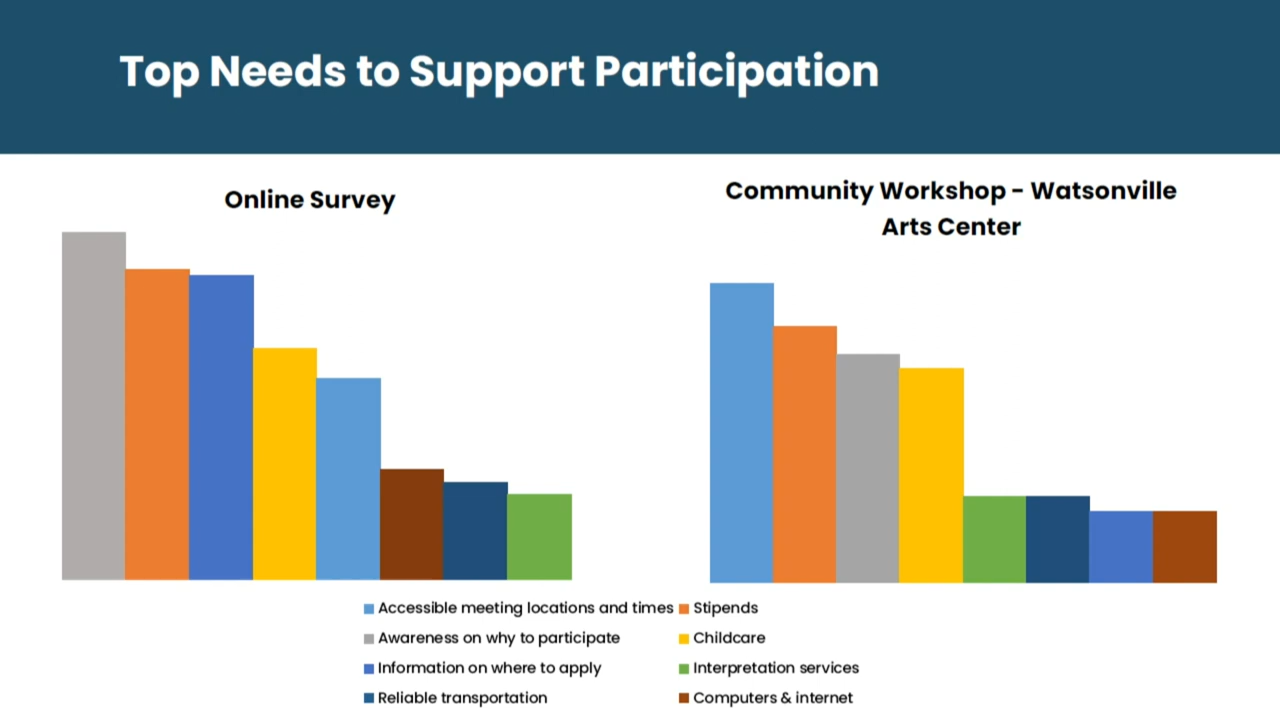 Top Needs to Support Participation
Online Survey
Community Workshop - Watsonville
Arts Center
Accessible meeting locations and times
Stipends
Awareness on why to participate
Childcare
Information on where to apply
Interpretation services
Reliable transportation
Computers & internet